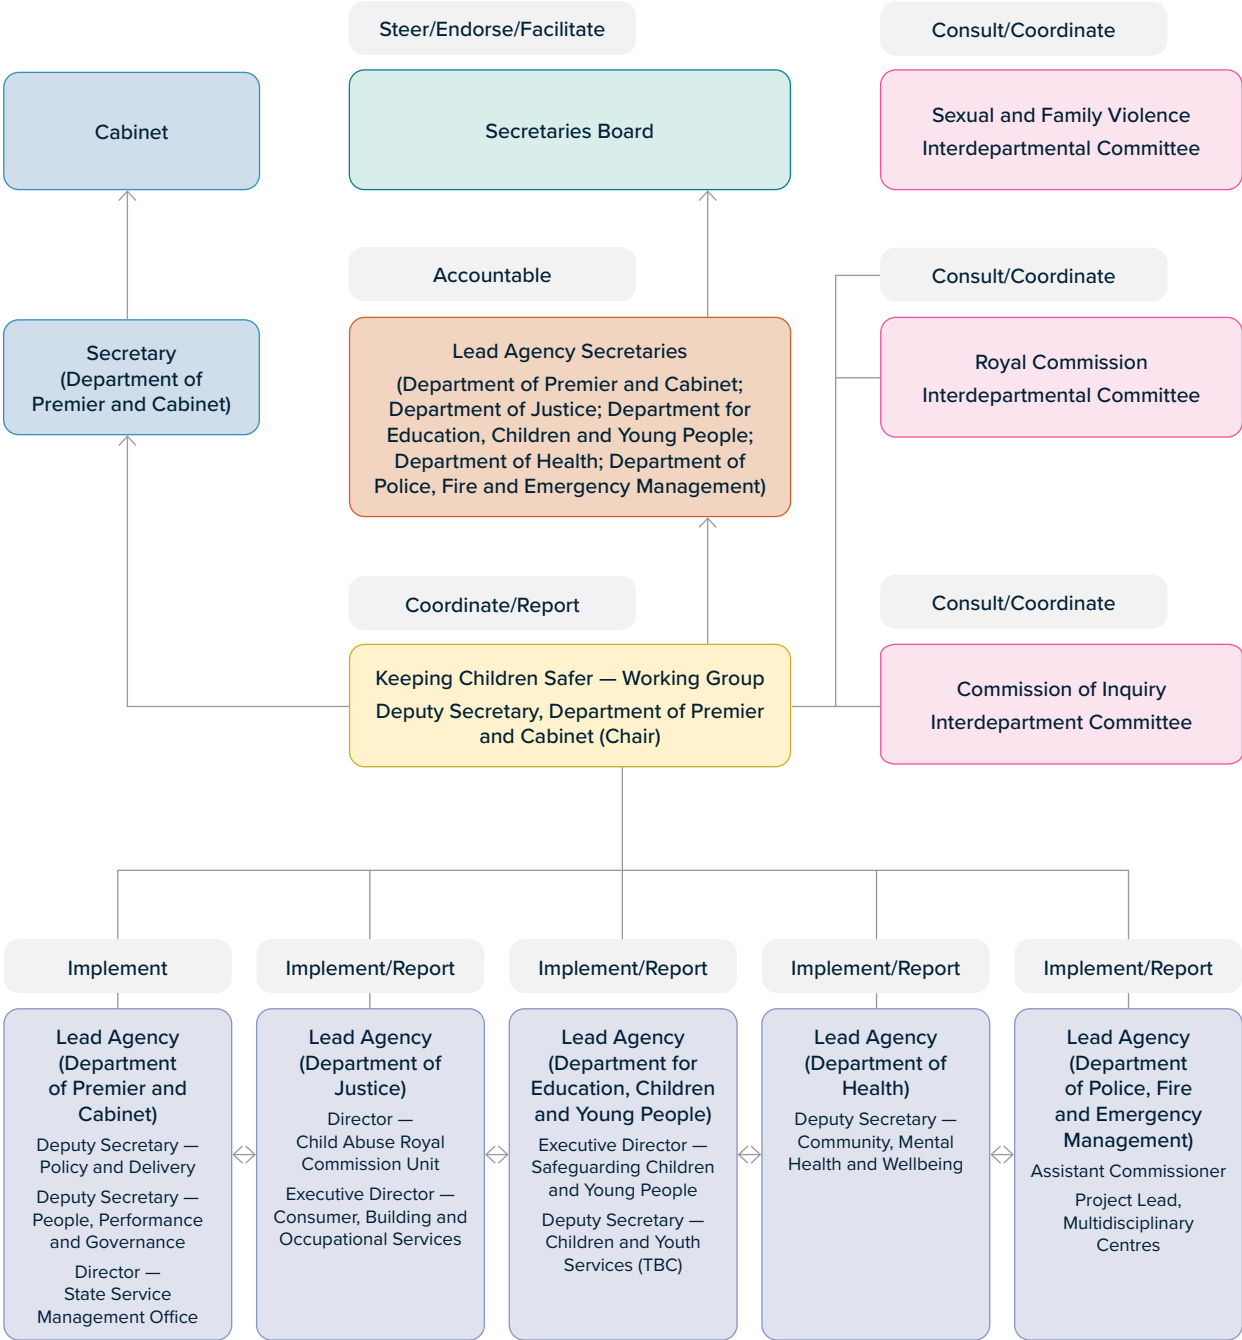 Steer/Endorse/Facilitate
Consult/Coordinate
Cabinet
Secretaries Board
Sexual and Family Violence
Interdepartmental Committee
Accountable
Consult/Coordinate
Secretary
(Department of
Premier and Cabinet)
Lead Agency Secretaries
(Department of Premier and Cabinet;
Department of Justice; Department for
Education, Children and Young People;
Department of Health; Department of
Police, Fire and Emergency Management)
Royal Commission
Interdepartmental Committee
Coordinate/Report
Consult/Coordinate
Keeping Children Safer — Working Group
Deputy Secretary, Department of Premier
and Cabinet (Chair)
Commission of Inquiry
Interdepartment Committee
Implement
Implement/Report
Implement/Report
Implement/Report
Implement/Report
Lead Agency
(Department
of Premier and
Cabinet)
Deputy Secretary —
Policy and Delivery
Deputy Secretary —
People, Performance
and Governance
Director —
State Service
Management Office
Lead Agency
(Department of
Justice)
Director —
Child Abuse Royal
Commission Unit
Executive Director —
Consumer, Building and
Occupational Services
Lead Agency
(Department for
Education, Children
and Young People)
Executive Director —
Safeguarding Children
and Young People
Deputy Secretary —
Children and Youth
Services (TBC)
Lead Agency
(Department of
Health)
Deputy Secretary —
Community, Mental
Health and Wellbeing
Lead Agency
(Department
of Police, Fire
and Emergency
Management)
Assistant Commissioner
Project Lead,
Multidisciplinary
Centres